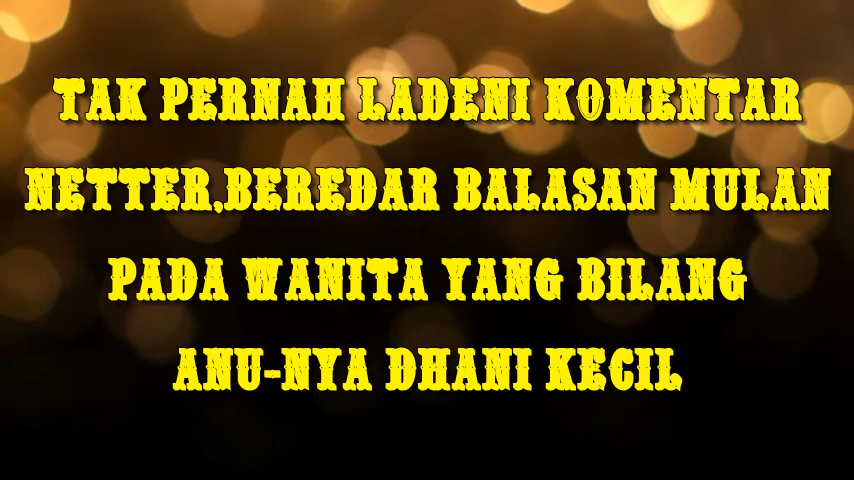 TAK PERNAH LADENI KOMENTAR
NETTER,BEREDAR BALASAN MULAN
PADA WANITA YANG BILANG
ANU-NYA DHANI KECIL